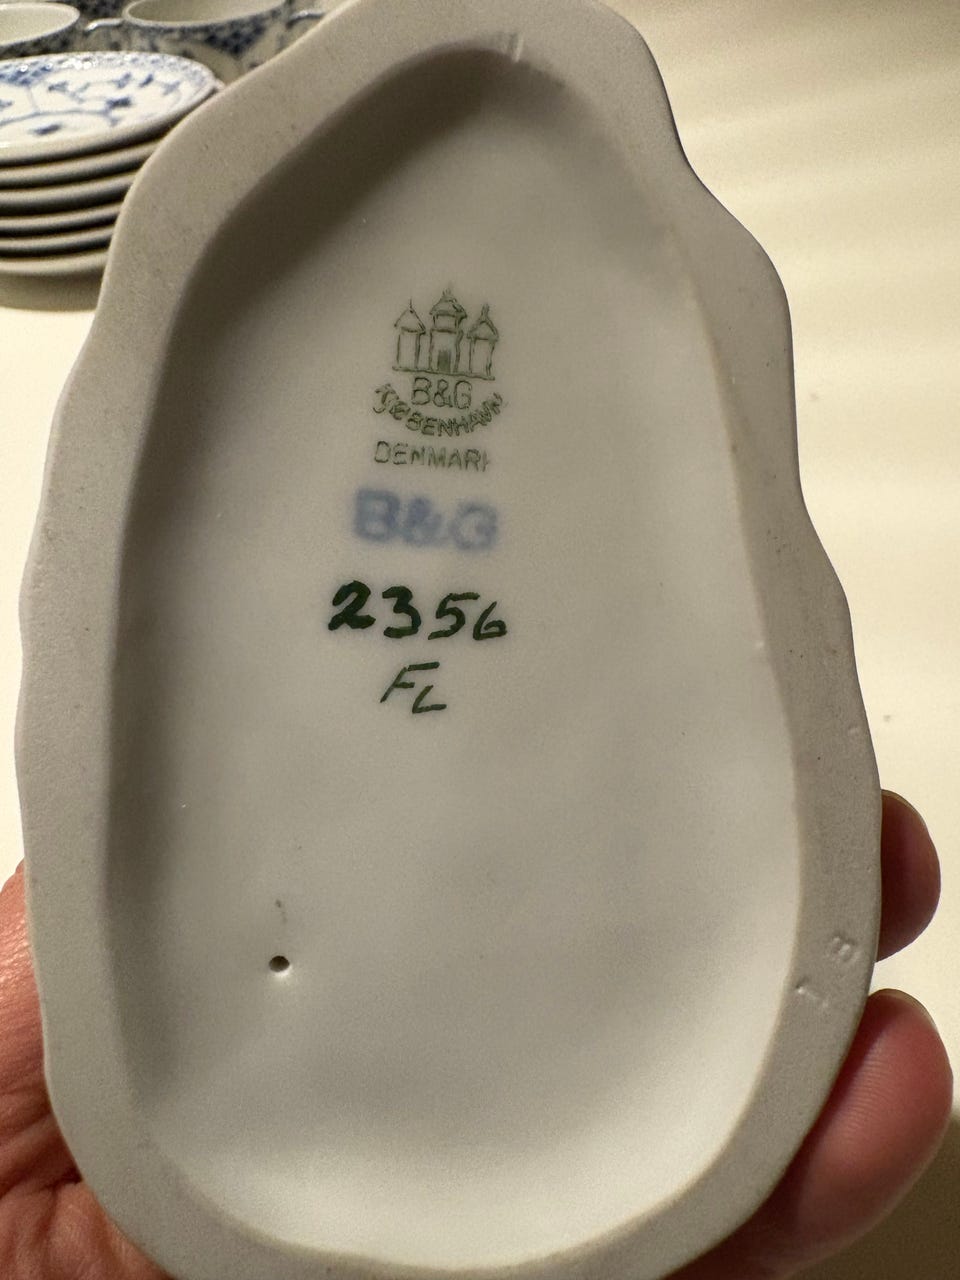 B&G
KJØBENHAVN
DENMARK
B&G
2356
FL